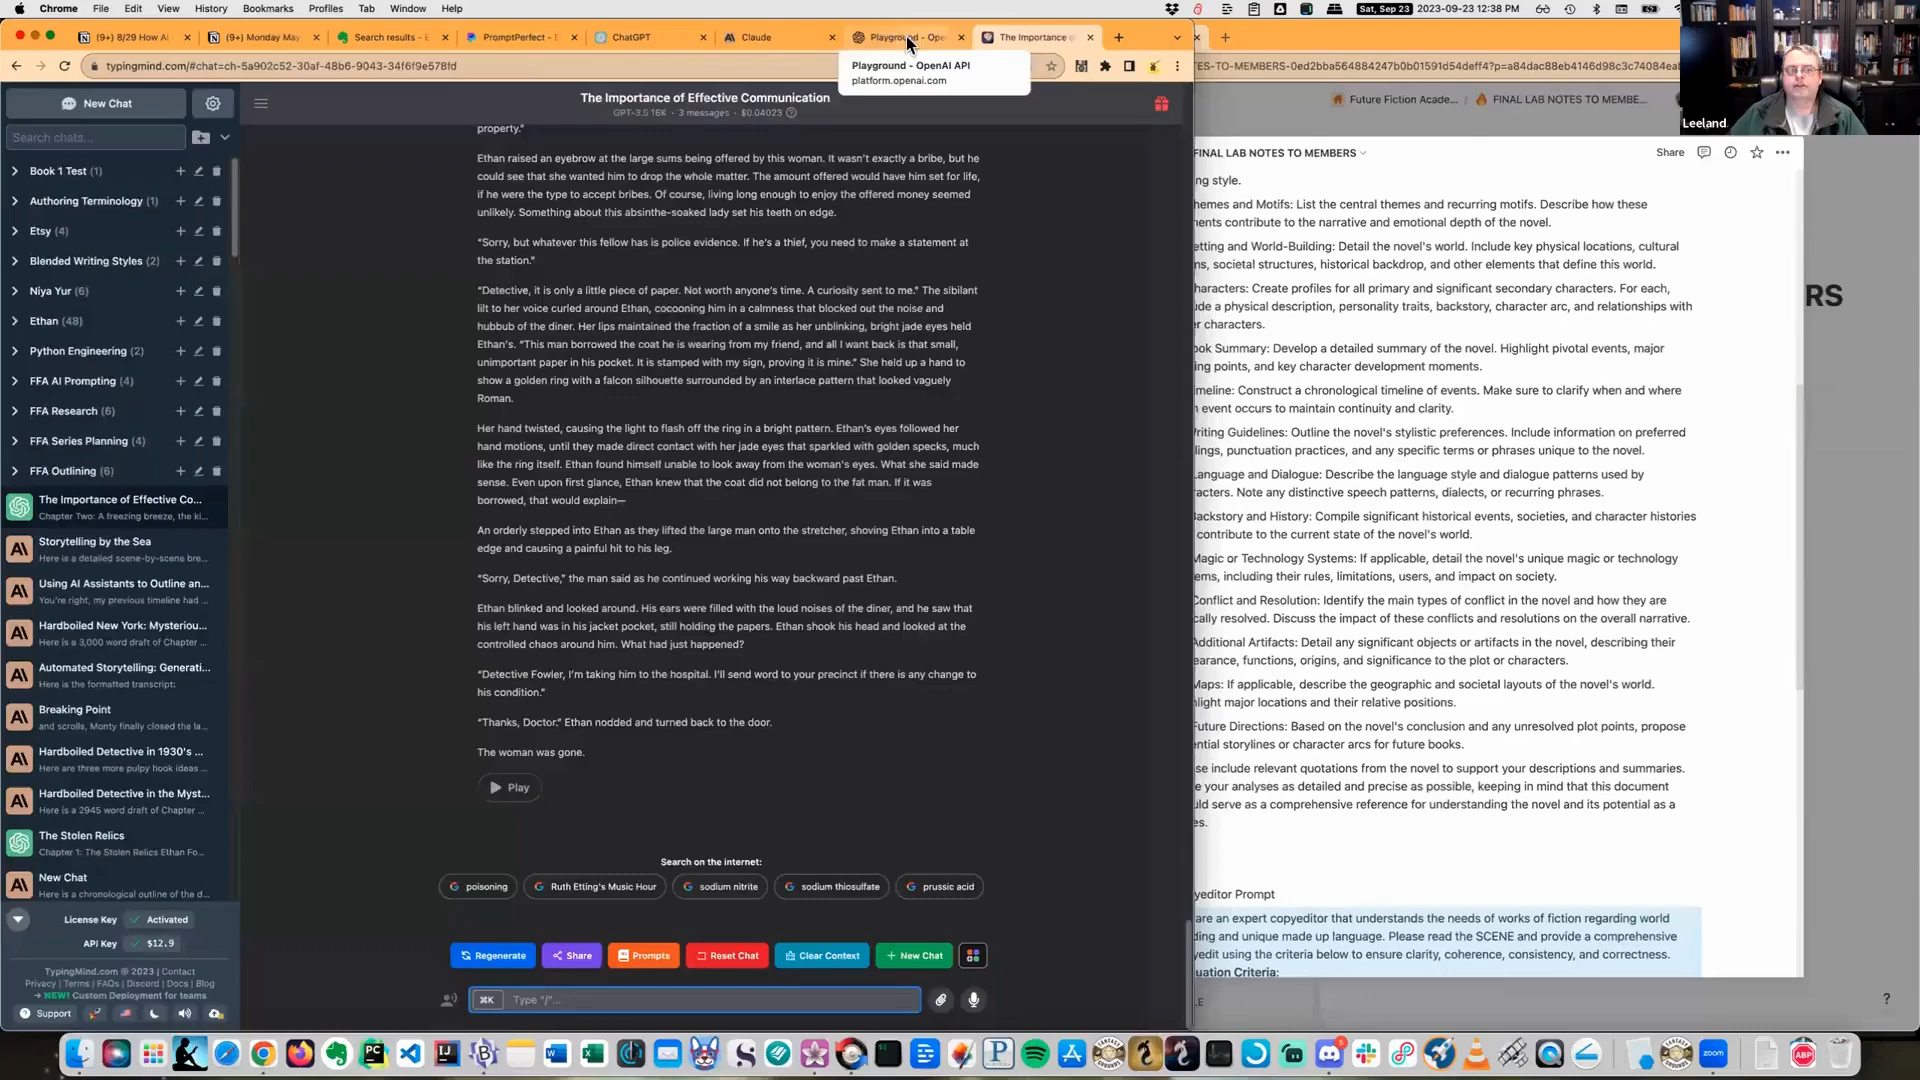 Chrome File Edit View History Bookmarks Profiles Tab Window Help
Sat, Sep 23 2023-09-23 12:38 PM
(9+) 8/29 How AI
(9+) Monday May
Search results - E
PromptPerfect - E
ChatGPT
Claude
Playground - Ope
The Importance o
typingmind.com/#chat=ch-5a902c52-30af-48b6-9043-34f6f9e578fd
Playground - OpenAI API
platform.openai.com
TES-TO-MEMBERS-0ed2bba564884247b0b01591d54deff4?p=a84dac88eb4146d98c3c74084ea
Leeland
New Chat
Search chats...
Book 1 Test (1)
Authoring Terminology (1)
Etsy (4)
Blended Writing Styles (2)
Niya Yur (6)
Ethan (48)
Python Engineering (2)
FFA AI Prompting (4)
FFA Research (6)
FFA Series Planning (4)
FFA Outlining (6)
The Importance of Effective Co...
Chapter Two: A freezing breeze, the ki...
Storytelling by the Sea
Here is a detailed scene-by-scene bre...
Using AI Assistants to Outline an...
You're right, my previous timeline had ...
Hardboiled New York: Mysteriou...
Here is a 3,000 word draft of Chapter ...
Automated Storytelling: Generati...
Here is the formatted transcript:
Breaking Point
and scrolls, Monty finally closed the la...
Hardboiled Detective in 1930's ...
Here are three more pulpy hook ideas ...
Hardboiled Detective in the Myst...
Here is a 2945 word draft of Chapter ...
The Stolen Relics
Chapter 1: The Stolen Relics Ethan Fo...
New Chat
Here is a chronological outline of the d...
License Key Activated
API Key $12.9
TypingMind.com @ 2023 | Contact
Privacy | Terms | FAQs | Discord | Docs | Blog
→ NEW! Custom Deployment for teams
Support
The Importance of Effective Communication
GPT-3.5 16K • 3 messages • $0.04023
property."
Ethan raised an eyebrow at the large sums being offered by this woman. It wasn't exactly a bribe, but he
could see that she wanted him to drop the whole matter. The amount offered would have him set for life,
if he were the type to accept bribes. Of course, living long enough to enjoy the offered money seemed
unlikely. Something about this absinthe-soaked lady set his teeth on edge.
"Sorry, but whatever this fellow has is police evidence. If he's a thief, you need to make a statement at
the station."
"Detective, it is only a little piece of paper. Not worth anyone's time. A curiosity sent to me." The sibilant
lilt to her voice curled around Ethan, cocooning him in a calmness that blocked out the noise and
hubbub of the diner. Her lips maintained the fraction of a smile as her unblinking, bright jade eyes held
Ethan's. "This man borrowed the coat he is wearing from my friend, and all I want back is that small,
unimportant paper in his pocket. It is stamped with my sign, proving it is mine." She held up a hand to
show a golden ring with a falcon silhouette surrounded by an interlace pattern that looked vaguely
Roman.
Her hand twisted, causing the light to flash off the ring in a bright pattern. Ethan's eyes followed her
hand motions, until they made direct contact with her jade eyes that sparkled with golden specks, much
like the ring itself. Ethan found himself unable to look away from the woman's eyes. What she said made
sense. Even upon first glance, Ethan knew that the coat did not belong to the fat man. If it was
borrowed, that would explain—
An orderly stepped into Ethan as they lifted the large man onto the stretcher, shoving Ethan into a table
edge and causing a painful hit to his leg.
"Sorry, Detective," the man said as he continued working his way backward past Ethan.
Ethan blinked and looked around. His ears were filled with the loud noises of the diner, and he saw that
his left hand was in his jacket pocket, still holding the papers. Ethan shook his head and looked at the
controlled chaos around him. What had just happened?
"Detective Fowler, I'm taking him to the hospital. I'll send word to your precinct if there is any change to
his condition."
"Thanks, Doctor." Ethan nodded and turned back to the door.
The woman was gone.
Play
Search on the internet:
poisoning
Ruth Etting's Music Hour
sodium nitrite
sodium thiosulfate
prussic acid
Regenerate
Share
Prompts
Reset Chat
Clear Context
New Chat
⌘K Type "/"...
Future Fiction Acade...
FINAL LAB NOTES TO MEMBE...
FINAL LAB NOTES TO MEMBERS
Share
RS
ng style.
hemes and Motifs: List the central themes and recurring motifs. Describe how these
nents contribute to the narrative and emotional depth of the novel.
etting and World-Building: Detail the novel's world. Include key physical locations, cultural
ns, societal structures, historical backdrop, and other elements that define this world.
haracters: Create profiles for all primary and significant secondary characters. For each,
ude a physical description, personality traits, backstory, character arc, and relationships with
r characters.
ook Summary: Develop a detailed summary of the novel. Highlight pivotal events, major
ing points, and key character development moments.
meline: Construct a chronological timeline of events. Make sure to clarify when and where
n event occurs to maintain continuity and clarity.
riting Guidelines: Outline the novel's stylistic preferences. Include information on preferred
llings, punctuation practices, and any specific terms or phrases unique to the novel.
Language and Dialogue: Describe the language style and dialogue patterns used by
racters. Note any distinctive speech patterns, dialects, or recurring phrases.
Backstory and History: Compile significant historical events, societies, and character histories
contribute to the current state of the novel's world.
Magic or Technology Systems: If applicable, detail the novel's unique magic or technology
ems, including their rules, limitations, users, and impact on society.
Conflict and Resolution: Identify the main types of conflict in the novel and how they are
cally resolved. Discuss the impact of these conflicts and resolutions on the overall narrative.
Additional Artifacts: Detail any significant objects or artifacts in the novel, describing their
earance, functions, origins, and significance to the plot or characters.
Maps: If applicable, describe the geographic and societal layouts of the novel's world.
hlight major locations and their relative positions.
Future Directions: Based on the novel's conclusion and any unresolved plot points, propose
ential storylines or character arcs for future books.
se include relevant quotations from the novel to support your descriptions and summaries.
e your analyses as detailed and precise as possible, keeping in mind that this document
uld serve as a comprehensive reference for understanding the novel and its potential as a
es.
yeditor Prompt
are an expert copyeditor that understands the needs of works of fiction regarding world
ding and unique made up language. Please read the SCENE and provide a comprehensive
yedit using the criteria below to ensure clarity, coherence, consistency, and correctness.
uation Criteria:
LE
?
zoom
ABP